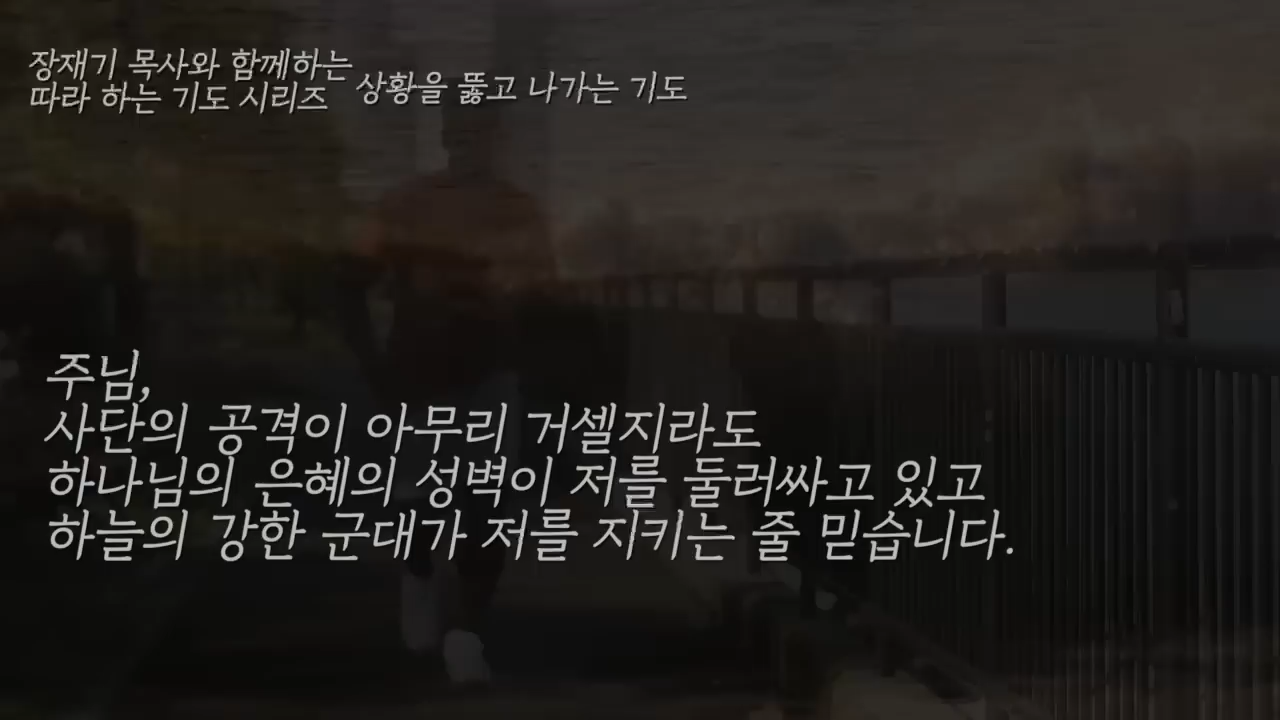 장재기 목사와 함께하는
따라 하는 기도 시리즈
상황을 뚫고 나가는 기도
주님,
사단의 공격이 아무리 거셀지라도
하나님의 은혜의 성벽이 저를 둘러싸고 있고
하늘의 강한 군대가 저를 지키는 줄 믿습니다.